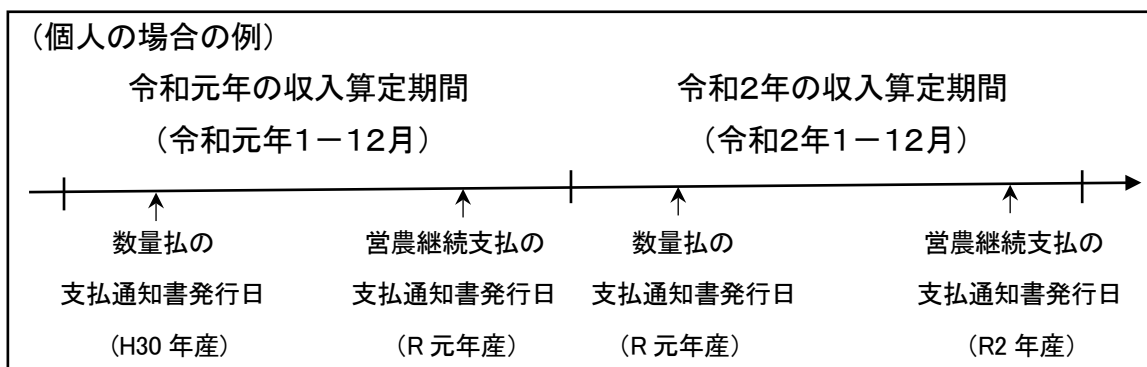 （個人の場合の例）
令和元年の収入算定期間
（令和元年１－１２月）
令和２年の収入算定期間
（令和２年１－１２月）
数量払の
支払通知書発行日
（H30 年産）
営農継続支払の
支払通知書発行日
（R 元年産）
数量払の
支払通知書発行日
（R 元年産）
営農継続支払の
支払通知書発行日
（R2 年産）